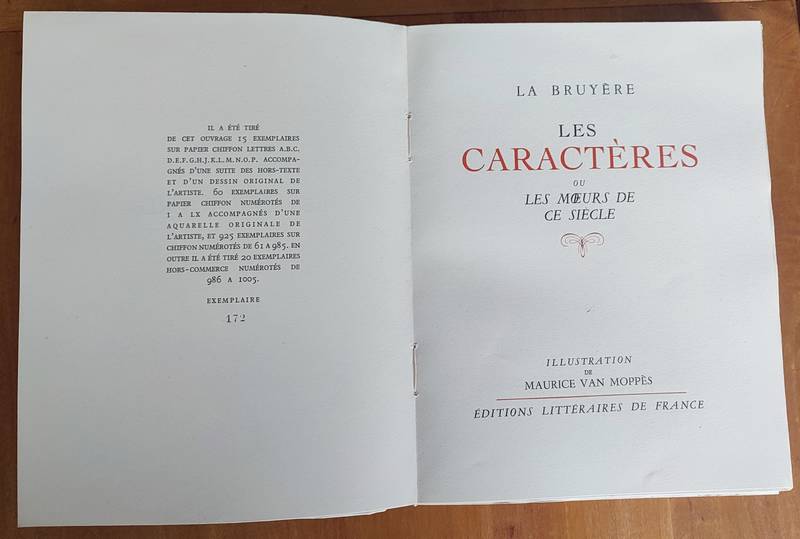 IL A ÉTÉ TIRÉ
DE CET OUVRAGE 15 EXEMPLAIRES
SUR PAPIER CHIFFON LETTRES A.B.C.
D.E.F.G.H.J.K.L.M.N.O.P. ACCOMPA-
GNÉS D'UNE SUITE DES HORS-TEXTE
ET D'UN DESSIN ORIGINAL DE
L'ARTISTE. 60 EXEMPLAIRES SUR
PAPIER CHIFFON NUMÉROTÉS DE
I A LX ACCOMPAGNÉS D'UNE
AQUARELLE ORIGINALE DE
L'ARTISTE, ET 925 EXEMPLAIRES SUR
CHIFFON NUMÉROTÉS DE 61 A 985. EN
OUTRE IL A ÉTÉ TIRÉ 20 EXEMPLAIRES
HORS-COMMERCE NUMÉROTÉS DE
986 A 1005.
EXEMPLAIRE
172
LA BRUYÈRE
LES
CARACTÈRES
OU
LES MŒURS DE
CE SIÈCLE
ILLUSTRATION
DE
MAURICE VAN MOPPÈS
ÉDITIONS LITTÉRAIRES DE FRANCE